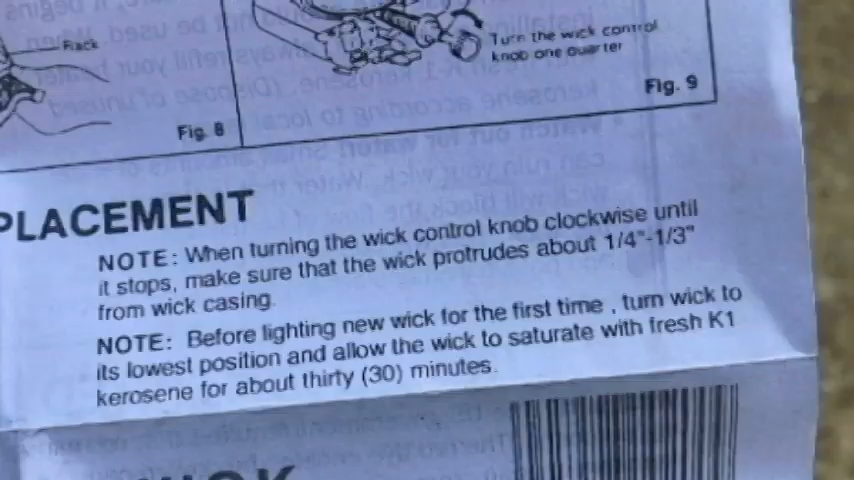 Rack
Turn the wick control
knob one quarter
Fig. 8
Fig. 9
PLACEMENT
NOTE: When turning the wick control knob clockwise until
it stops, make sure that the wick protrudes about 1/4"-1/3"
from wick casing.
NOTE: Before lighting new wick for the first time , turn wick to
its lowest position and allow the wick to saturate with fresh K1
kerosene for about thirty (30) minutes.